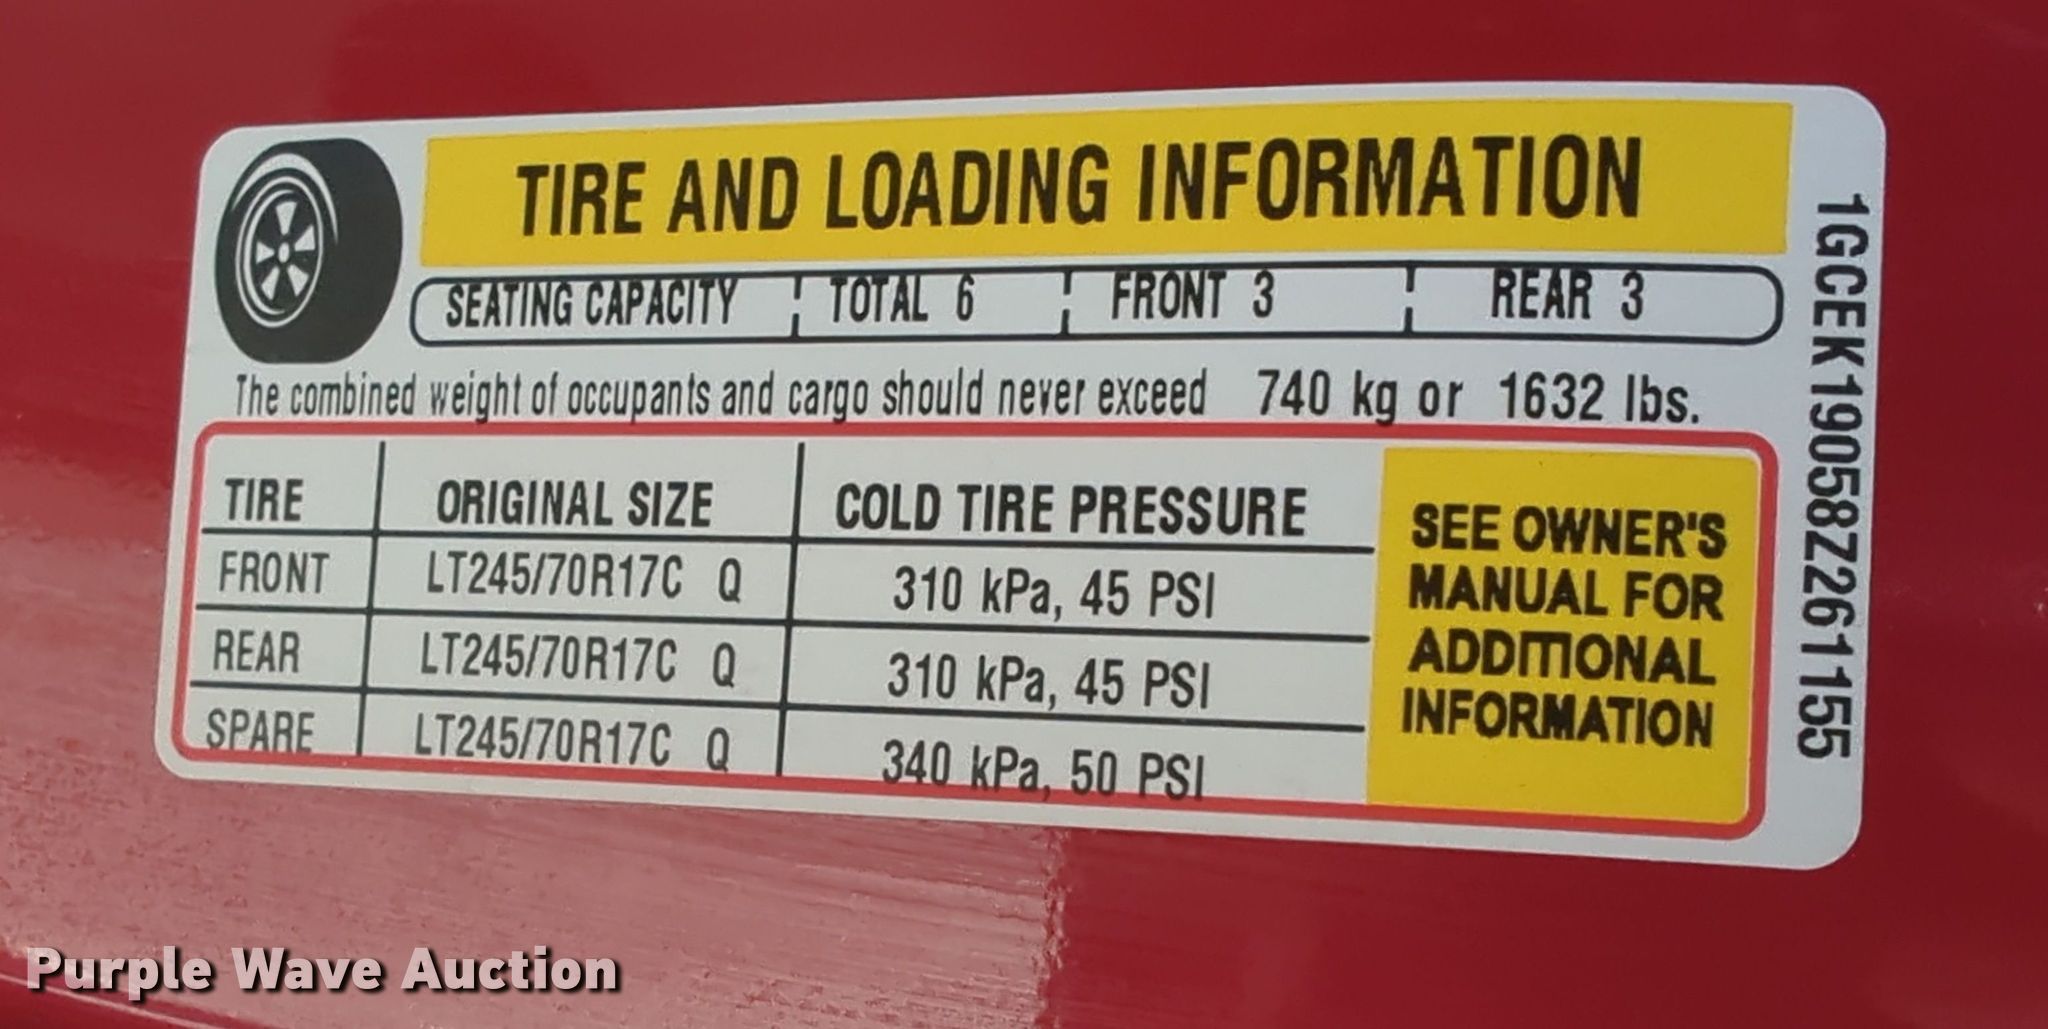 TIRE AND LOADING INFORMATION
SEATING CAPACITY TOTAL 6 FRONT 3 REAR 3
The combined weight of occupants and cargo should never exceed 740 kg or 1632 lbs.
TIRE ORIGINAL SIZE COLD TIRE PRESSURE
FRONT LT245/70R17C Q 310 kPa, 45 PSI
REAR LT245/70R17C Q 310 kPa, 45 PSI
SPARE LT245/70R17C Q 340 kPa, 50 PSI
SEE OWNER'S
MANUAL FOR
ADDITIONAL
INFORMATION
1GCEK19058Z261155
Purple Wave Auction